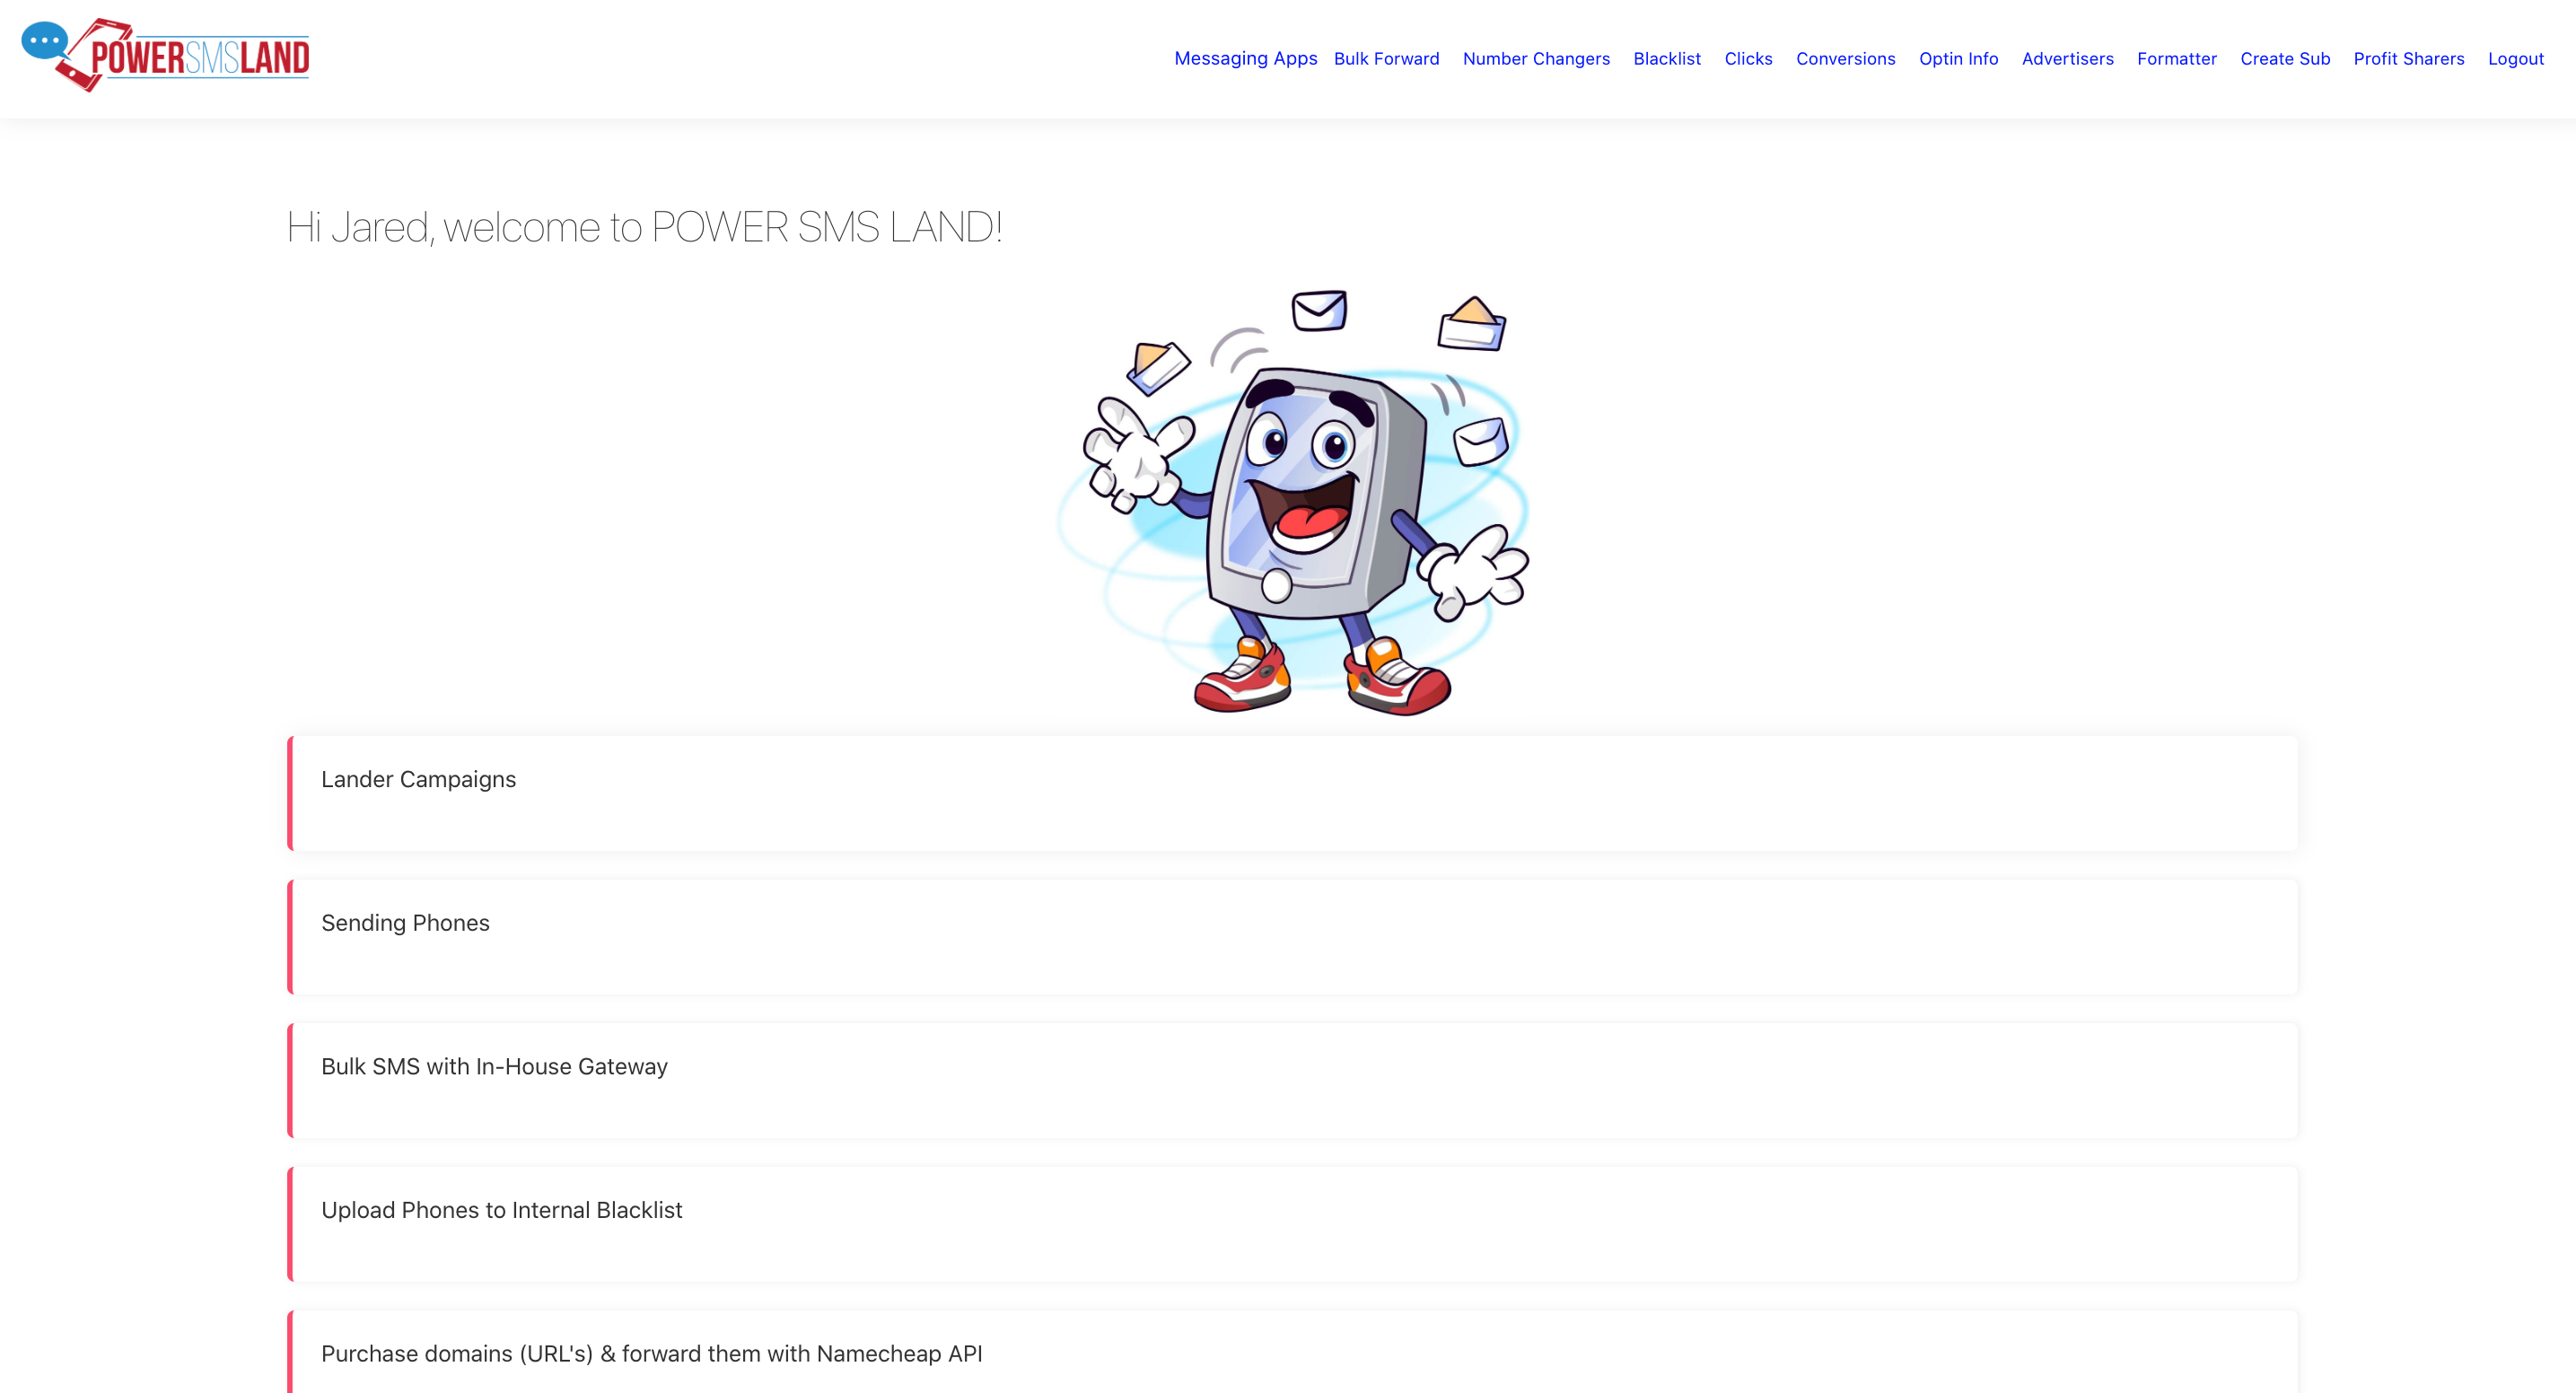 POWERSMSLAND
Messaging Apps Bulk Forward Number Changers Blacklist Clicks Conversions Optin Info Advertisers Formatter Create Sub Profit Sharers Logout
Hi Jared, welcome to POWER SMS LAND!
Lander Campaigns
Sending Phones
Bulk SMS with In-House Gateway
Upload Phones to Internal Blacklist
Purchase domains (URL's) & forward them with Namecheap API